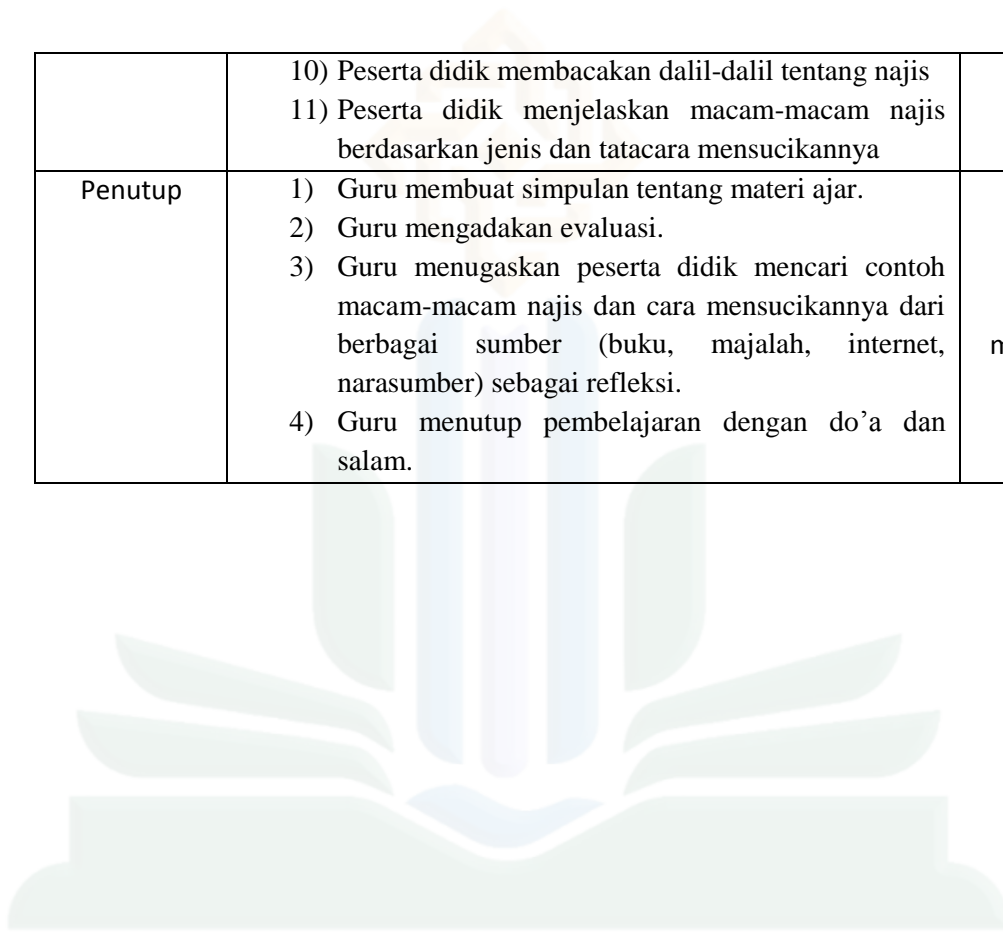 10) Peserta didik membacakan dalil-dalil tentang najis
11) Peserta didik menjelaskan macam-macam najis
berdasarkan jenis dan tatacara mensucikannya
Penutup
1) Guru membuat simpulan tentang materi ajar.
2) Guru mengadakan evaluasi.
3) Guru menugaskan peserta didik mencari contoh
macam-macam najis dan cara mensucikannya dari
berbagai sumber (buku, majalah, internet,
narasumber) sebagai refleksi.
4) Guru menutup pembelajaran dengan do’a dan
salam.